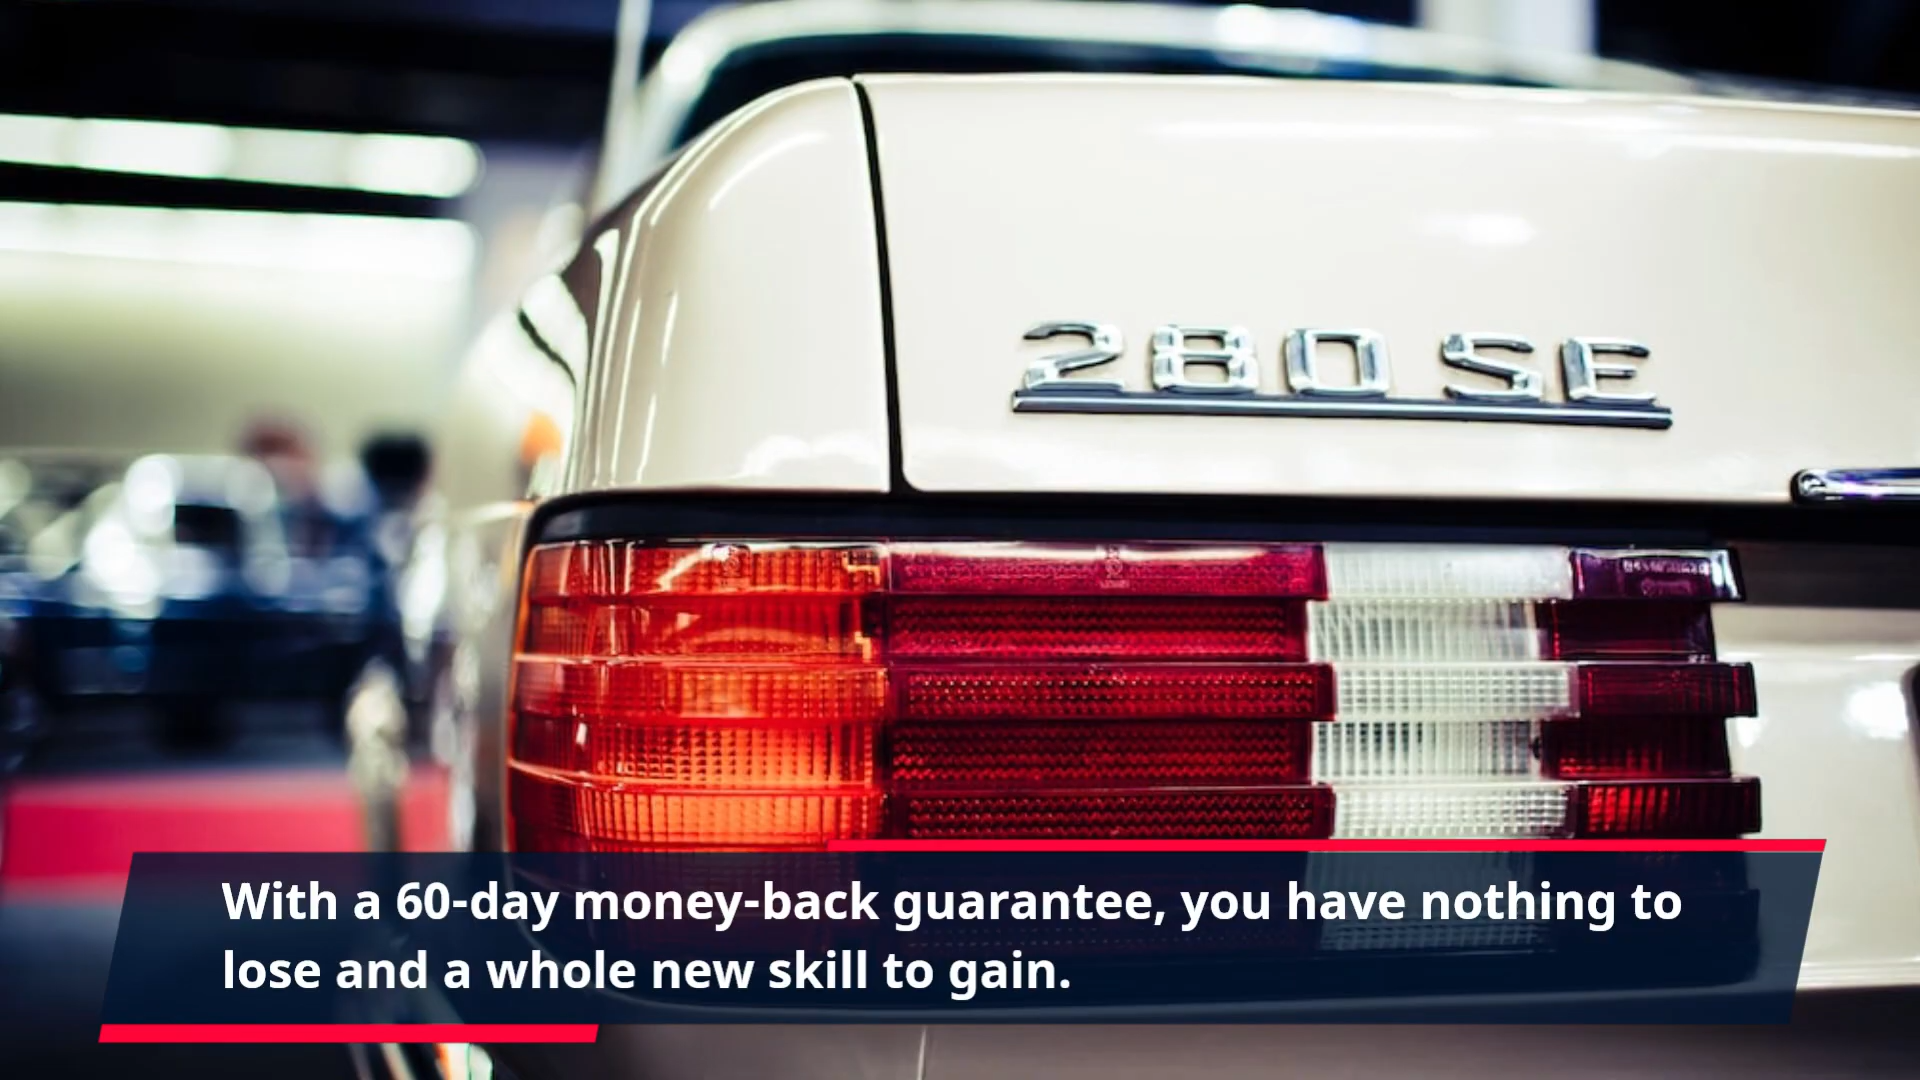 280 SE
With a 60-day money-back guarantee, you have nothing to
lose and a whole new skill to gain.